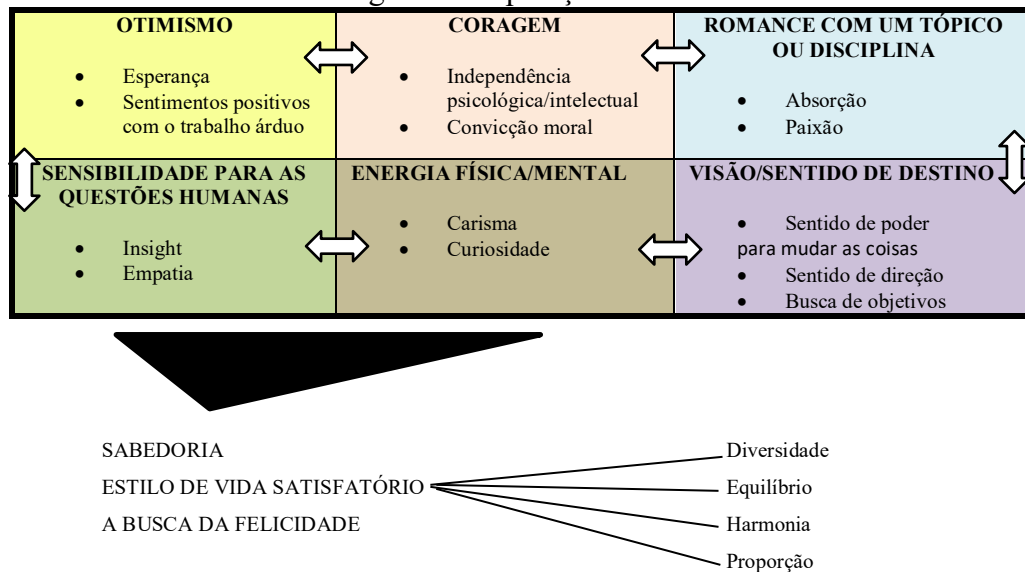 OTIMISMO
• Esperança
• Sentimentos positivos
com o trabalho árduo
CORAGEM
• Independência
psicológica/intelectual
• Convicção moral
ROMANCE COM UM TÓPICO
OU DISCIPLINA
• Absorção
• Paixão
SENSIBILIDADE PARA AS
QUESTÕES HUMANAS
• Insight
• Empatia
ENERGIA FÍSICA/MENTAL
• Carisma
• Curiosidade
VISÃO/SENTIDO DE DESTINO
• Sentido de poder
para mudar as coisas
• Sentido de direção
• Busca de objetivos
SABEDORIA
ESTILO DE VIDA SATISFATÓRIO
A BUSCA DA FELICIDADE
Diversidade
Equilíbrio
Harmonia
Proporção